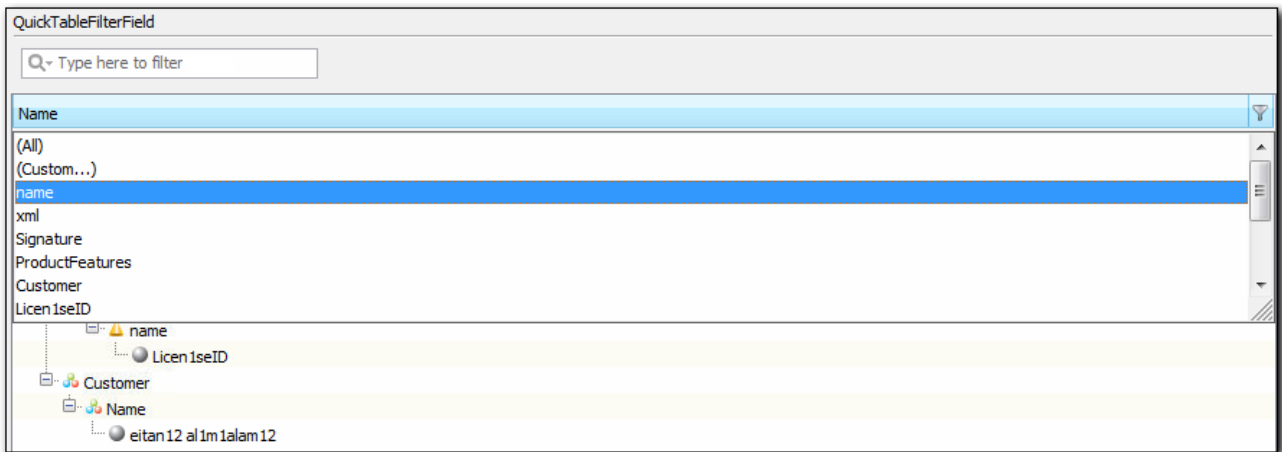 QuickTableFilterField
Type here to filter
Name
(All)
(Custom...)
name
xml
Signature
ProductFeatures
Customer
Licen1seID
name
Licen1seID
Customer
Name
eitan12 al1m1alam12